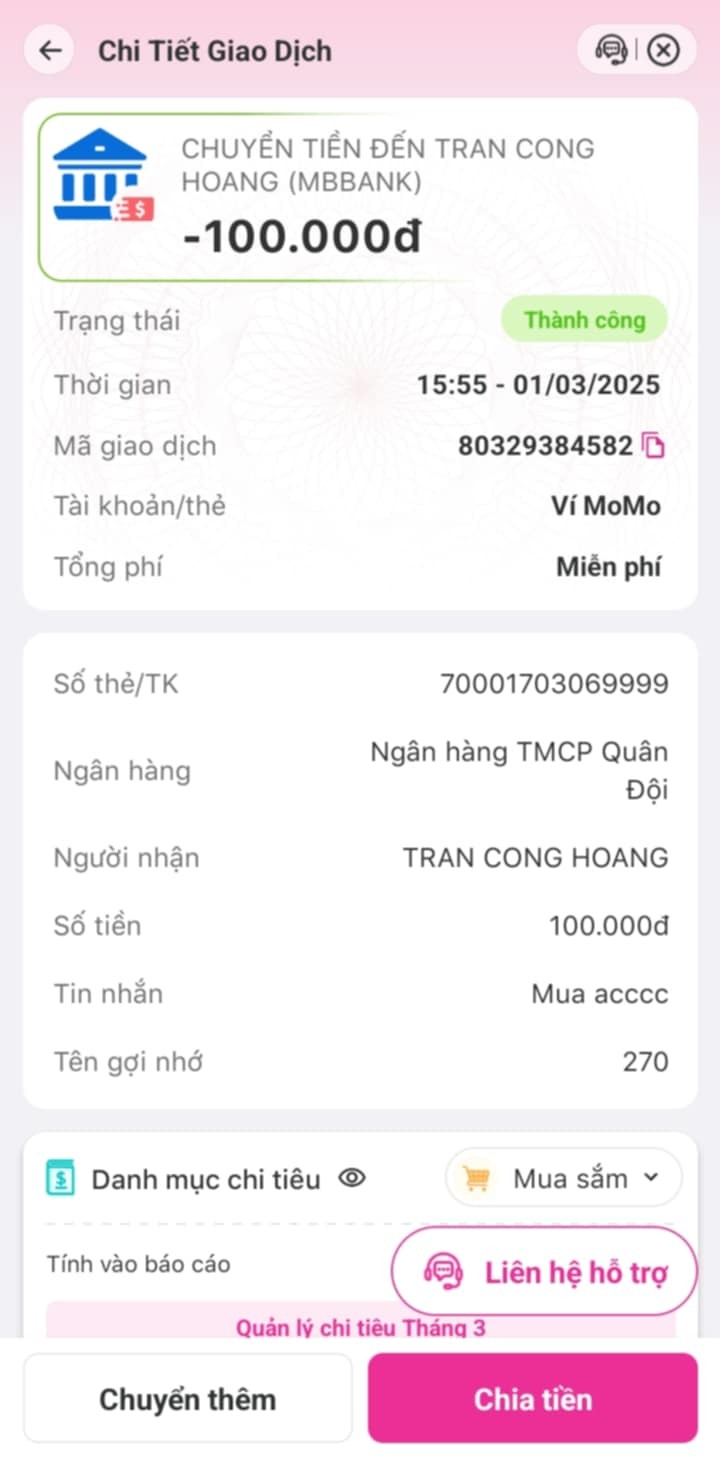 Chi Tiết Giao Dịch
CHUYỂN TIỀN ĐẾN TRAN CONG
HOANG (MBBANK)
-100.000đ
Trạng thái
Thành công
Thời gian
15:55 - 01/03/2025
Mã giao dịch
80329384582
Tài khoản/thẻ
Ví MoMo
Tổng phí
Miễn phí
Số thẻ/TK
70001703069999
Ngân hàng
Ngân hàng TMCP Quân
Đội
Người nhận
TRAN CONG HOANG
Số tiền
100.000đ
Tin nhắn
Mua acccc
Tên gợi nhớ
270
Danh mục chi tiêu
Mua sắm
Tính vào báo cáo
Liên hệ hỗ trợ
Quản lý chi tiêu Tháng 3
Chuyển thêm
Chia tiền